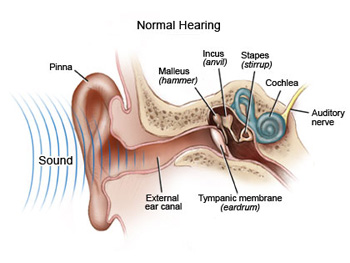 Normal Hearing
Pinna
Malleus
(hammer)
Incus
(anvil)
Stapes
(stirrup)
Cochlea
Auditory
nerve
Sound
External
ear canal
Tympanic membrane
(eardrum)